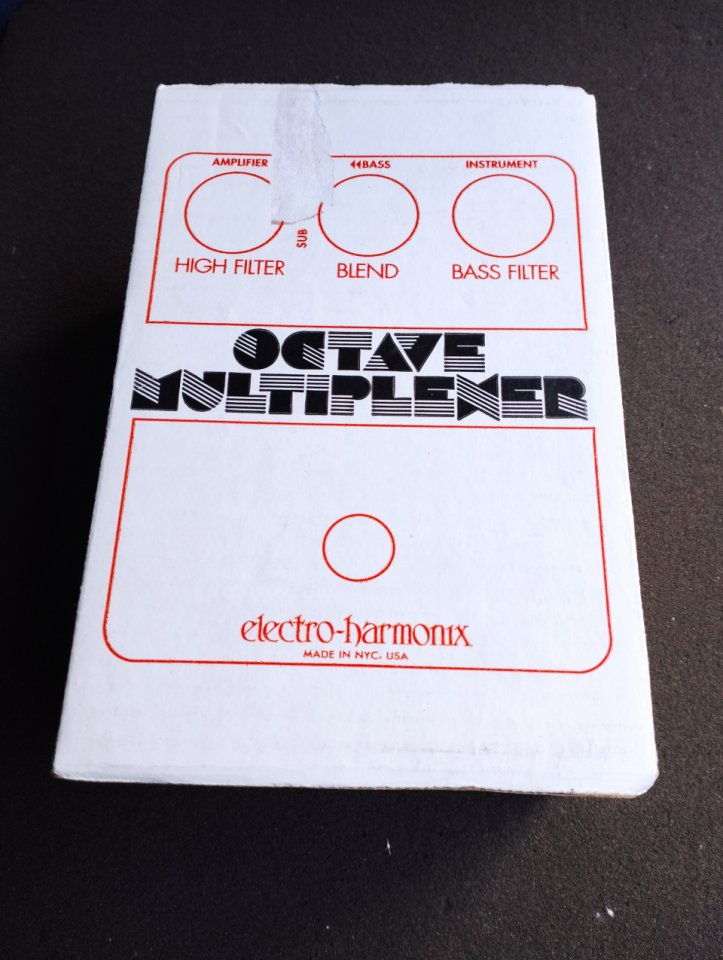 AMPLIFIER ◀◀BASS INSTRUMENT
SUB
HIGH FILTER BLEND BASS FILTER
OCTAVE
MULTIPLEXER
electro-harmonix
MADE IN NYC, USA